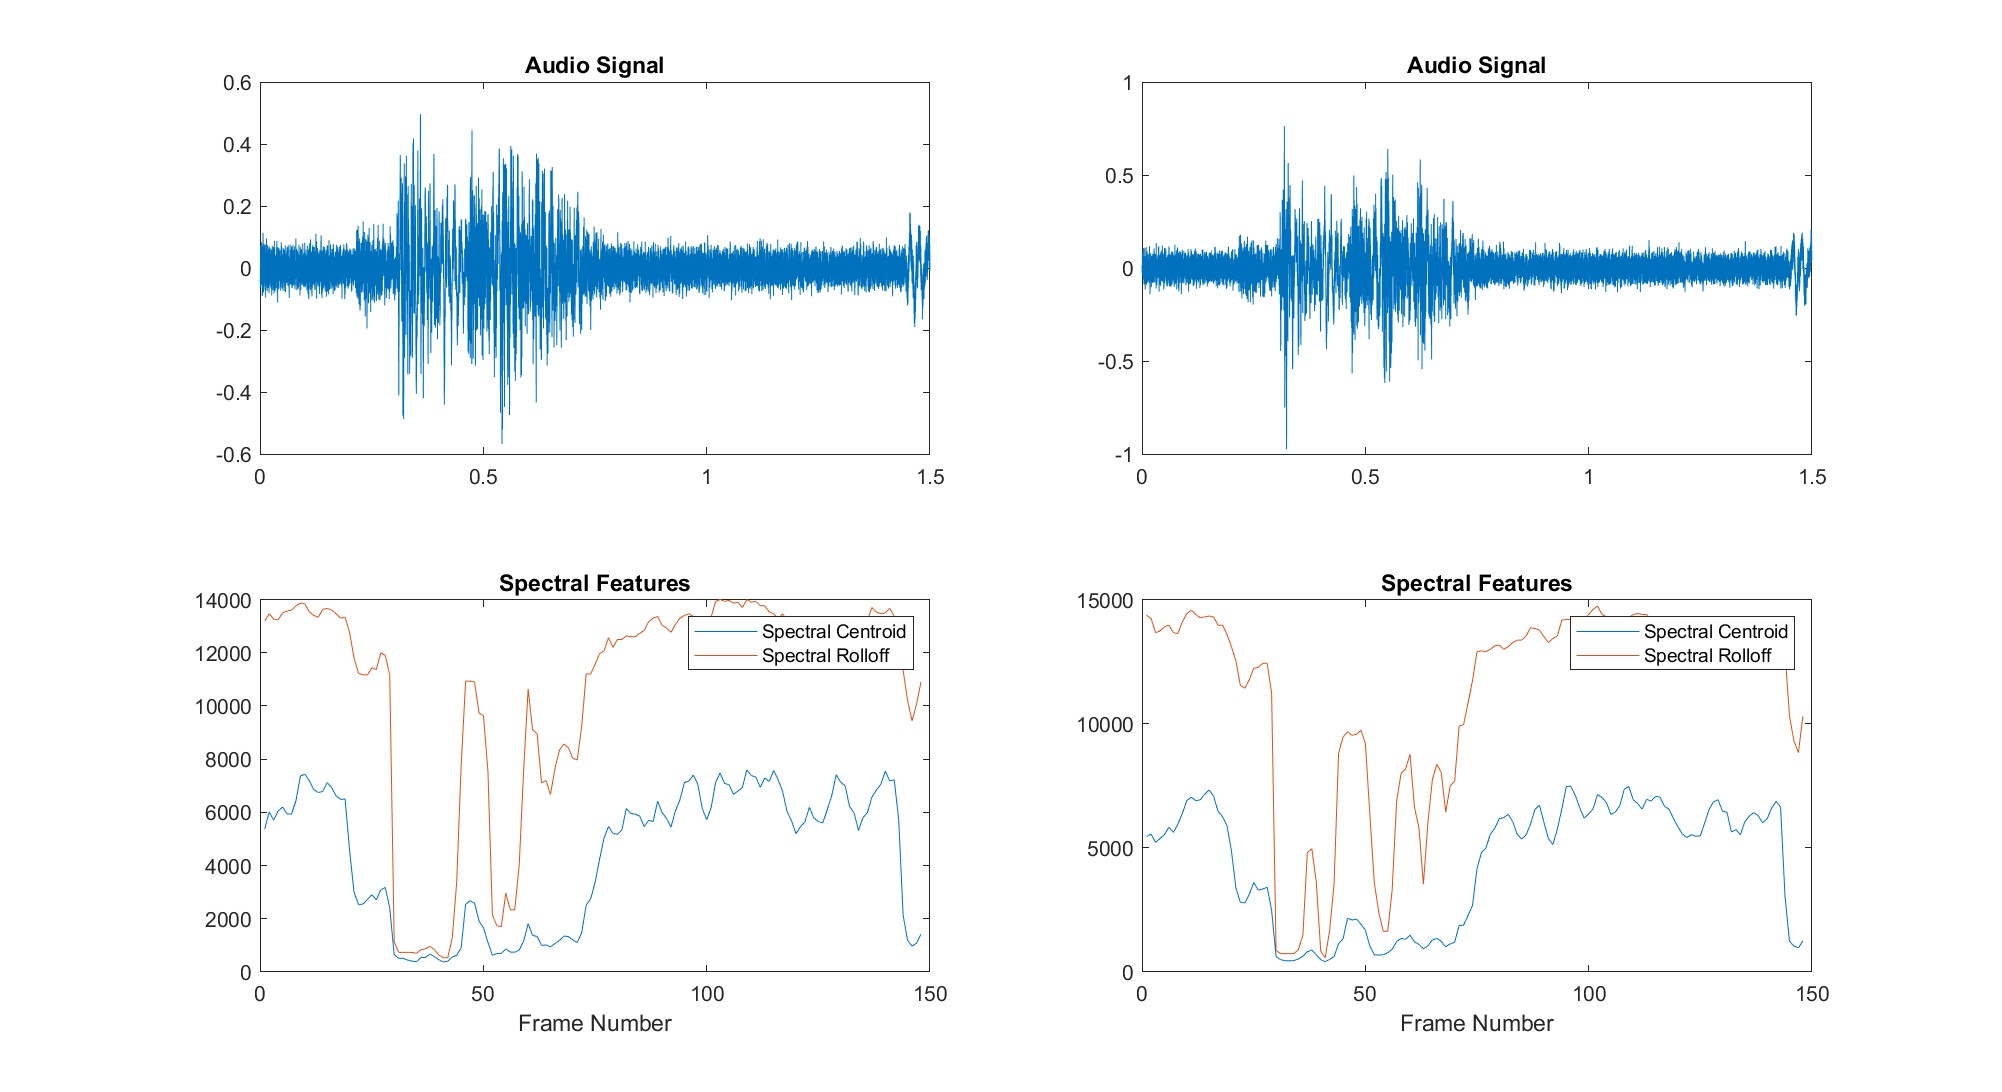 Audio Signal
0.6
0.4
0.2
0
-0.2
-0.4
-0.6
0 0.5 1 1.5
Audio Signal
1
0.5
0
-0.5
-1
0 0.5 1 1.5
Spectral Features
14000
12000
10000
8000
6000
4000
2000
0
Spectral Centroid
Spectral Rolloff
0 50 100 150
Frame Number
Spectral Features
15000
10000
5000
0
Spectral Centroid
Spectral Rolloff
0 50 100 150
Frame Number